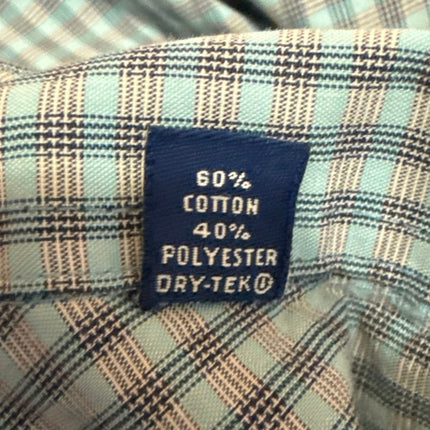 60%
COTTON
40%
POLYESTER
DRY-TEK